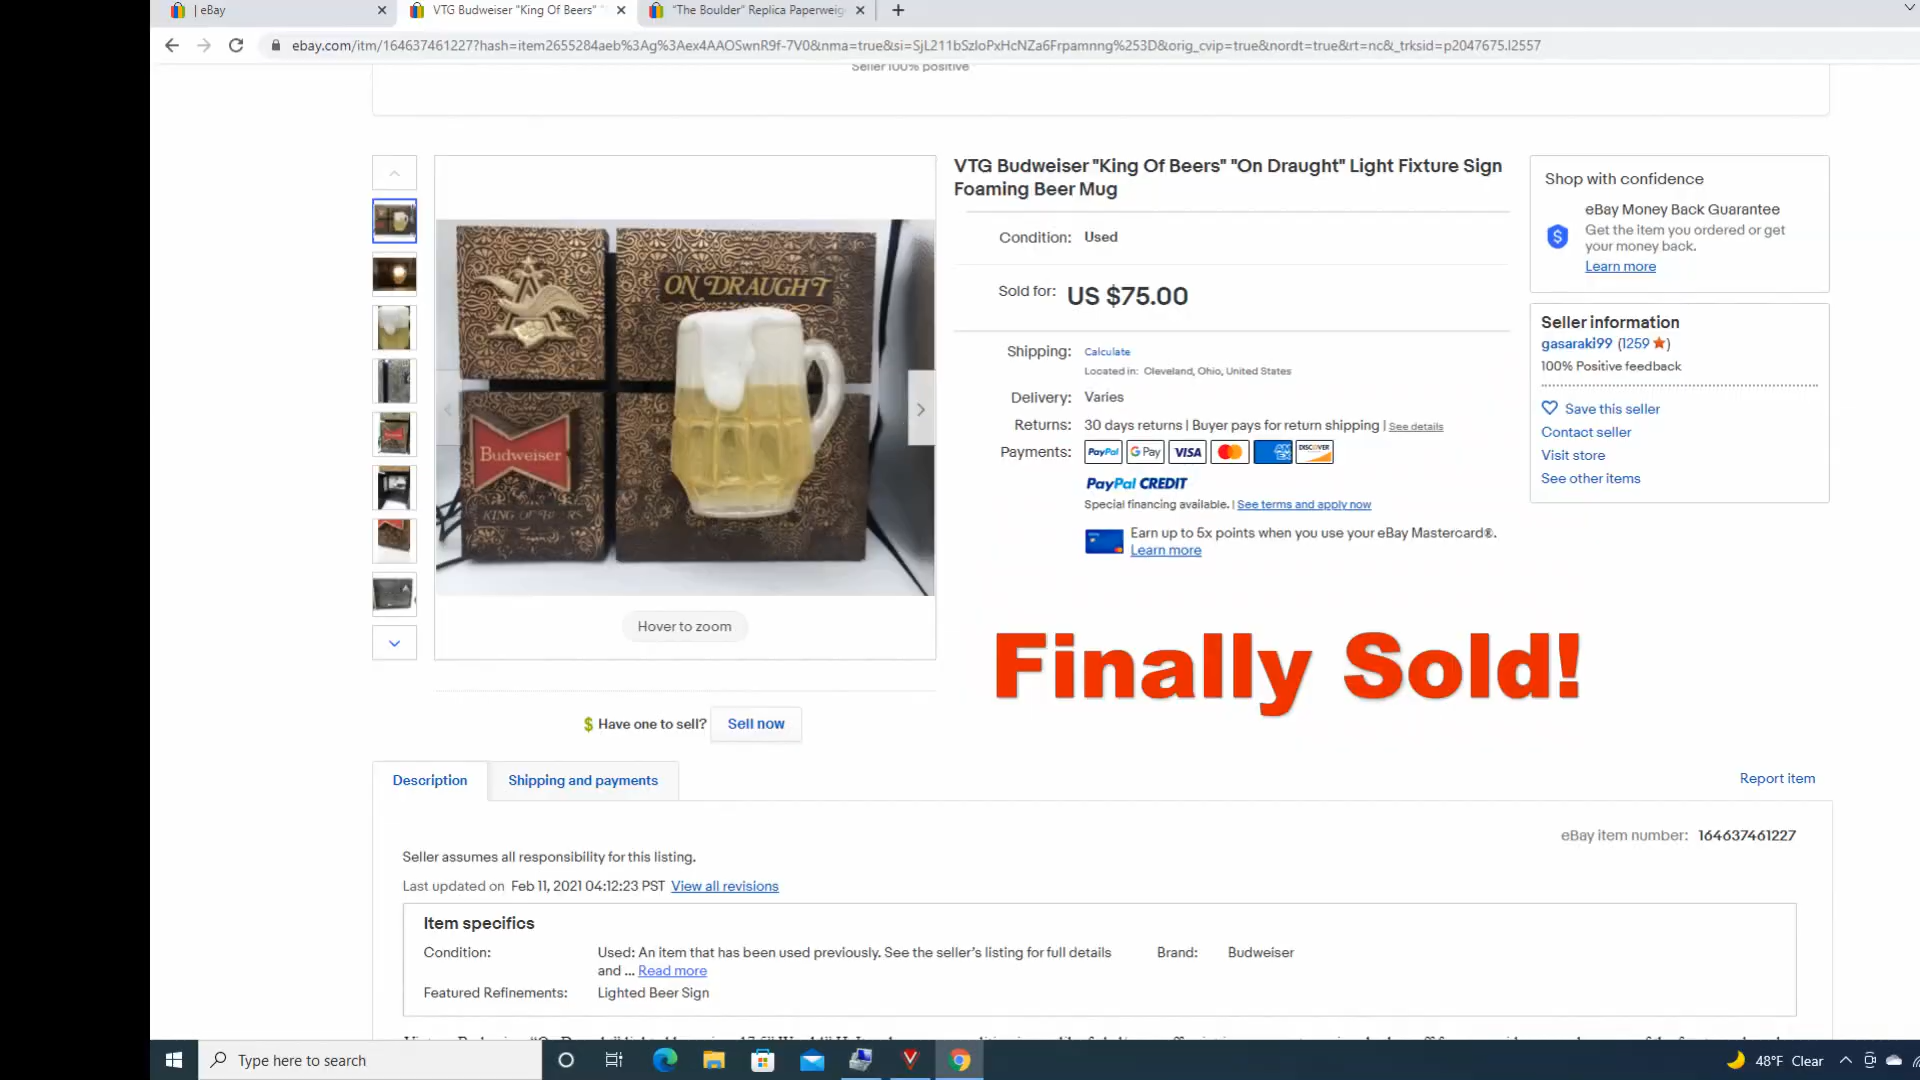 | eBay
VTG Budweiser "King Of Beers"
"The Boulder" Replica Paperweig
ebay.com/itm/164637461227?hash=item2655284aeb%3Ag%3Aex4AAOSwnR9f-7V0&nma=true&si=SjL211bSzloPxHcNZa6Frpamnng%253D&orig_cvip=true&nordt=true&rt=nc&_trksid=p2047675.l2557
Seller 100% positive
VTG Budweiser "King Of Beers" "On Draught" Light Fixture Sign
Foaming Beer Mug
Condition: Used
Sold for: US $75.00
Shipping: Calculate
Located in: Cleveland, Ohio, United States
Delivery: Varies
Returns: 30 days returns | Buyer pays for return shipping | See details
Payments: PayPal G Pay VISA DISCOVER
PayPal CREDIT
Special financing available. | See terms and apply now
Earn up to 5x points when you use your eBay Mastercard®.
Learn more
Shop with confidence
eBay Money Back Guarantee
Get the item you ordered or get
your money back.
Learn more
Seller information
gasaraki99 (1259)
100% Positive feedback
Save this seller
Contact seller
Visit store
See other items
ON DRAUGHT
Budweiser
KING OF BEERS
Hover to zoom
Finally Sold!
Have one to sell? Sell now
Description
Shipping and payments
Report item
eBay item number: 164637461227
Seller assumes all responsibility for this listing.
Last updated on Feb 11, 2021 04:12:23 PST View all revisions
Item specifics
Condition: Used: An item that has been used previously. See the seller's listing for full details
and ... Read more
Brand: Budweiser
Featured Refinements: Lighted Beer Sign
Type here to search
48°F Clear